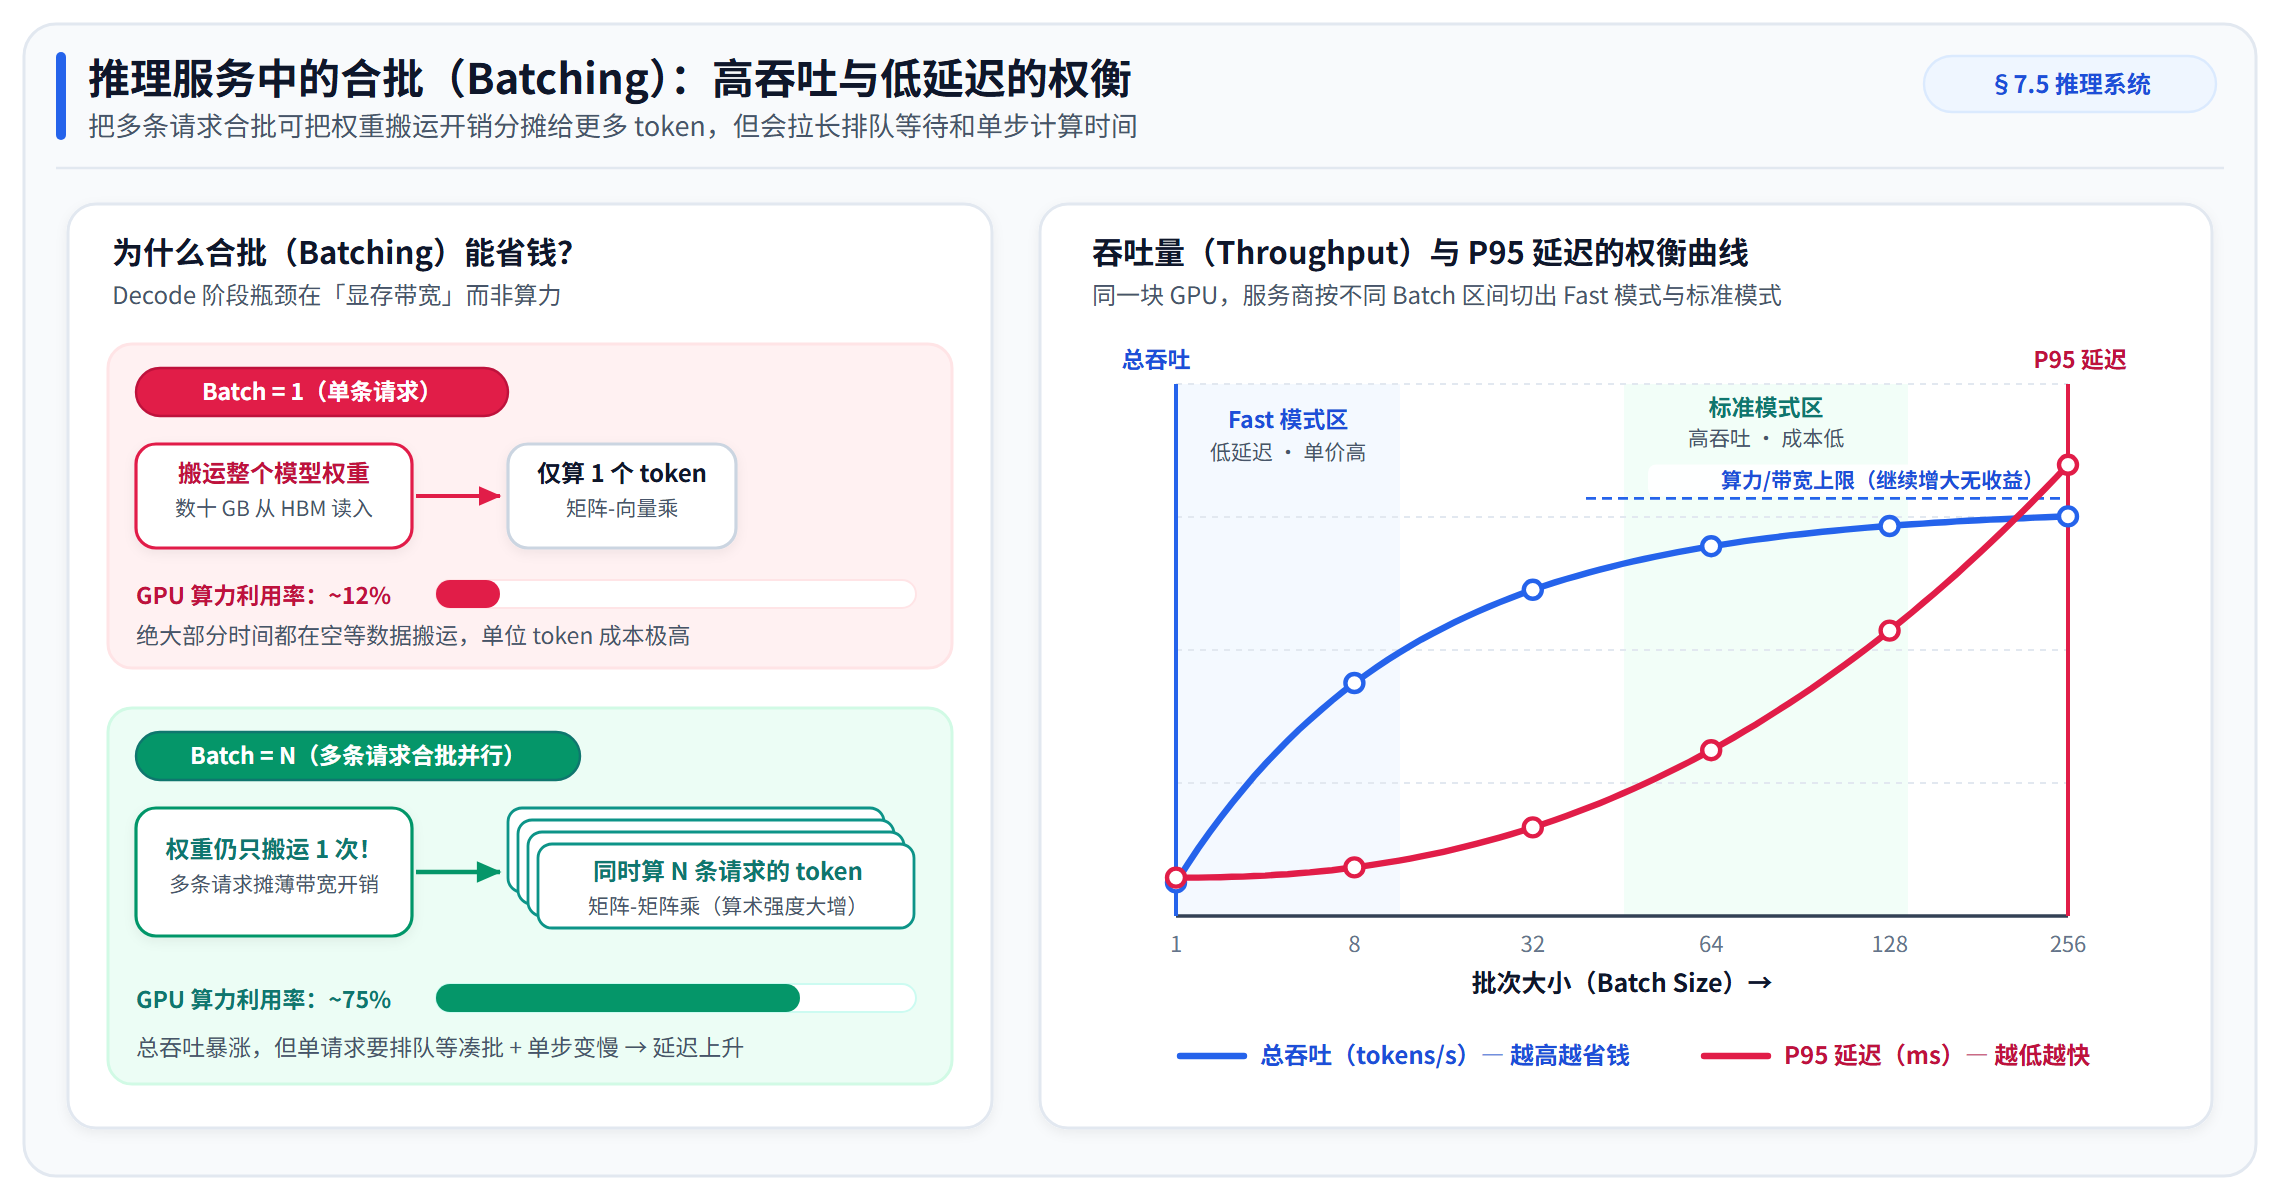 推理服务中的合批（Batching）：高吞吐与低延迟的权衡
把多条请求合批可把权重搬运开销分摊给更多 token，但会拉长排队等待和单步计算时间
§ 7.5 推理系统
为什么合批（Batching）能省钱？
Decode 阶段瓶颈在「显存带宽」而非算力
Batch = 1（单条请求）
搬运整个模型权重
数十 GB 从 HBM 读入
仅算 1 个 token
矩阵-向量乘
GPU 算力利用率：~12%
绝大部分时间都在空等数据搬运，单位 token 成本极高
Batch = N（多条请求合批并行）
权重仍只搬运 1 次！
多条请求摊薄带宽开销
同时算 N 条请求的 token
矩阵-矩阵乘（算术强度大增）
GPU 算力利用率：~75%
总吞吐暴涨，但单请求要排队等凑批 + 单步变慢 → 延迟上升
吞吐量（Throughput）与 P95 延迟的权衡曲线
同一块 GPU，服务商按不同 Batch 区间切出 Fast 模式与标准模式
总吞吐
P95 延迟
Fast 模式区
低延迟 · 单价高
标准模式区
高吞吐 · 成本低
算力/带宽上限（继续增大无收益）
1
8
32
64
128
256
批次大小（Batch Size）→
总吞吐（tokens/s）— 越高越省钱
P95 延迟（ms）— 越低越快